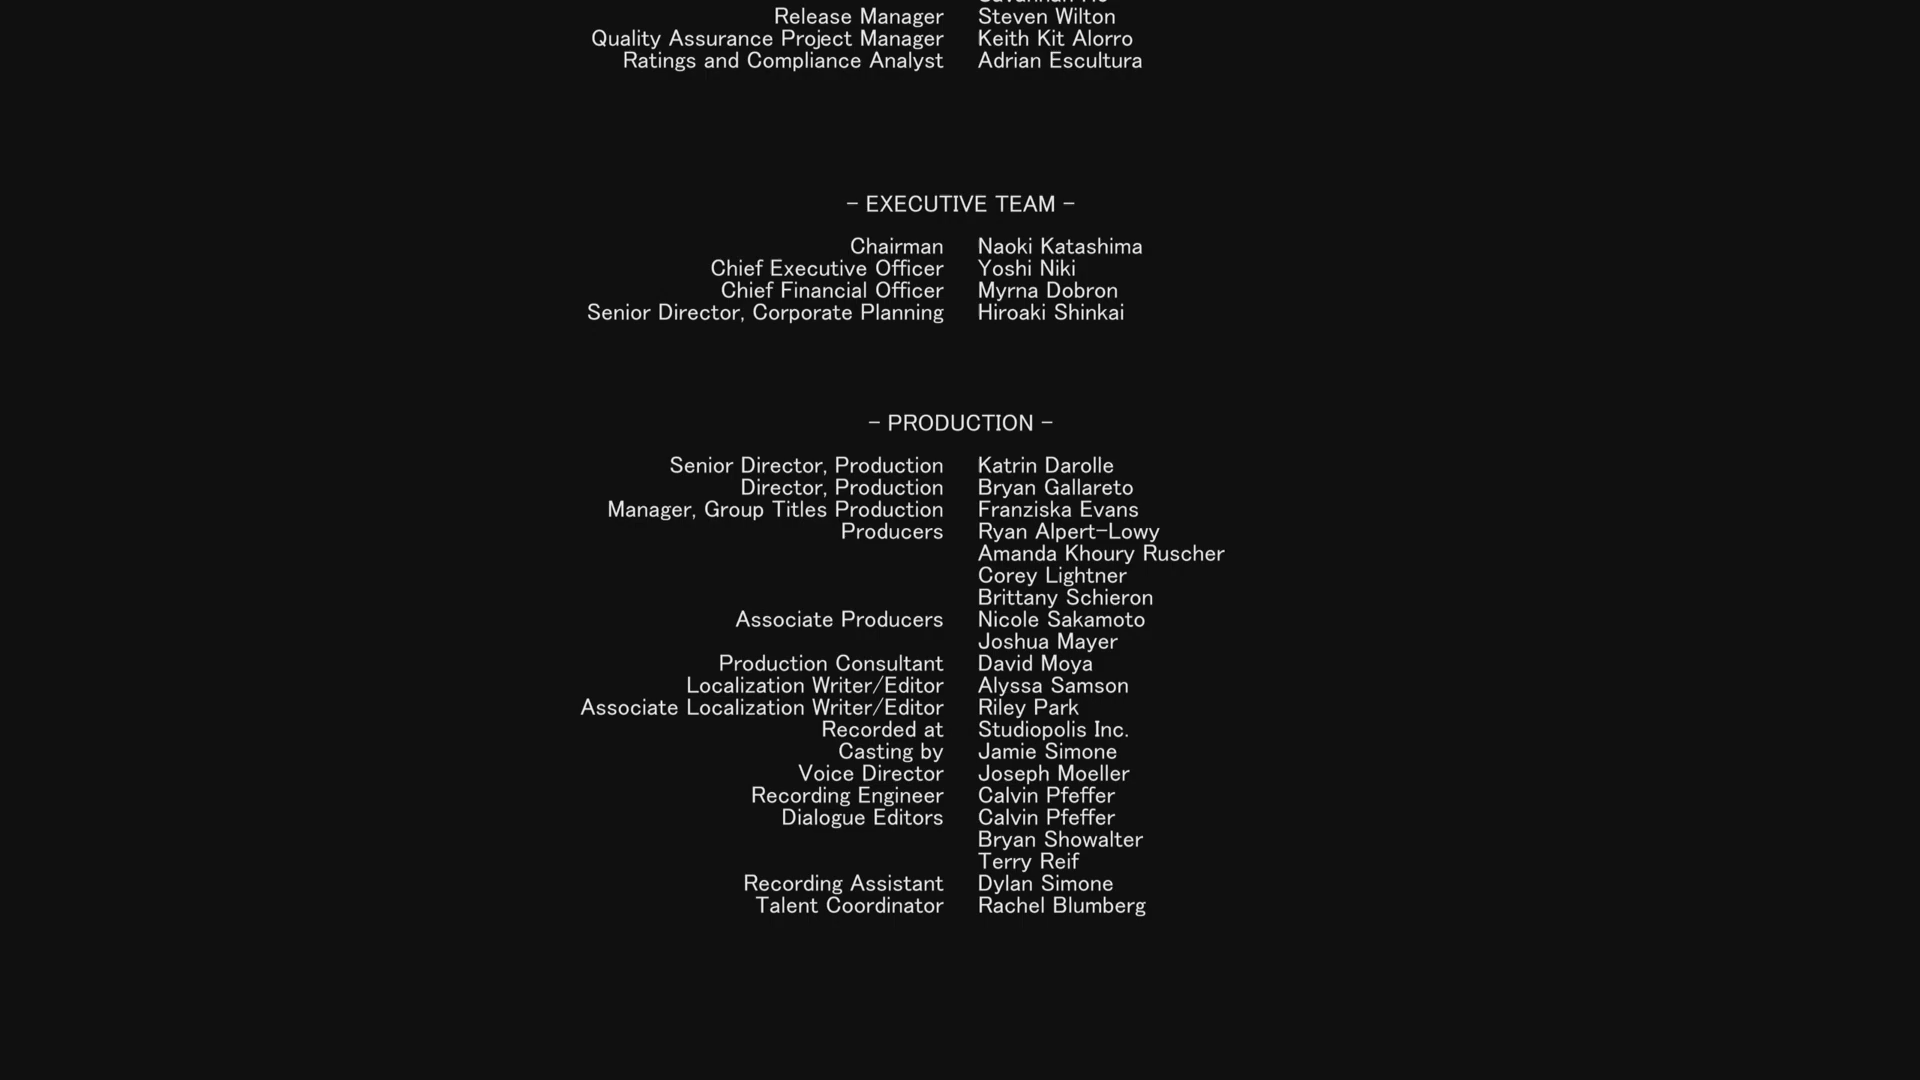 Release Manager Steven Wilton
Quality Assurance Project Manager Keith Kit Alorro
Ratings and Compliance Analyst Adrian Escultura
- EXECUTIVE TEAM -
Chairman Naoki Katashima
Chief Executive Officer Yoshi Niki
Chief Financial Officer Myrna Dobron
Senior Director, Corporate Planning Hiroaki Shinkai
- PRODUCTION -
Senior Director, Production Katrin Darolle
Director, Production Bryan Gallareto
Manager, Group Titles Production Franziska Evans
Producers Ryan Alpert-Lowy
Amanda Khoury Ruscher
Corey Lightner
Brittany Schieron
Associate Producers Nicole Sakamoto
Joshua Mayer
Production Consultant David Moya
Localization Writer/Editor Alyssa Samson
Associate Localization Writer/Editor Riley Park
Recorded at Studiopolis Inc.
Casting by Jamie Simone
Voice Director Joseph Moeller
Recording Engineer Calvin Pfeffer
Dialogue Editors Calvin Pfeffer
Bryan Showalter
Terry Reif
Recording Assistant Dylan Simone
Talent Coordinator Rachel Blumberg